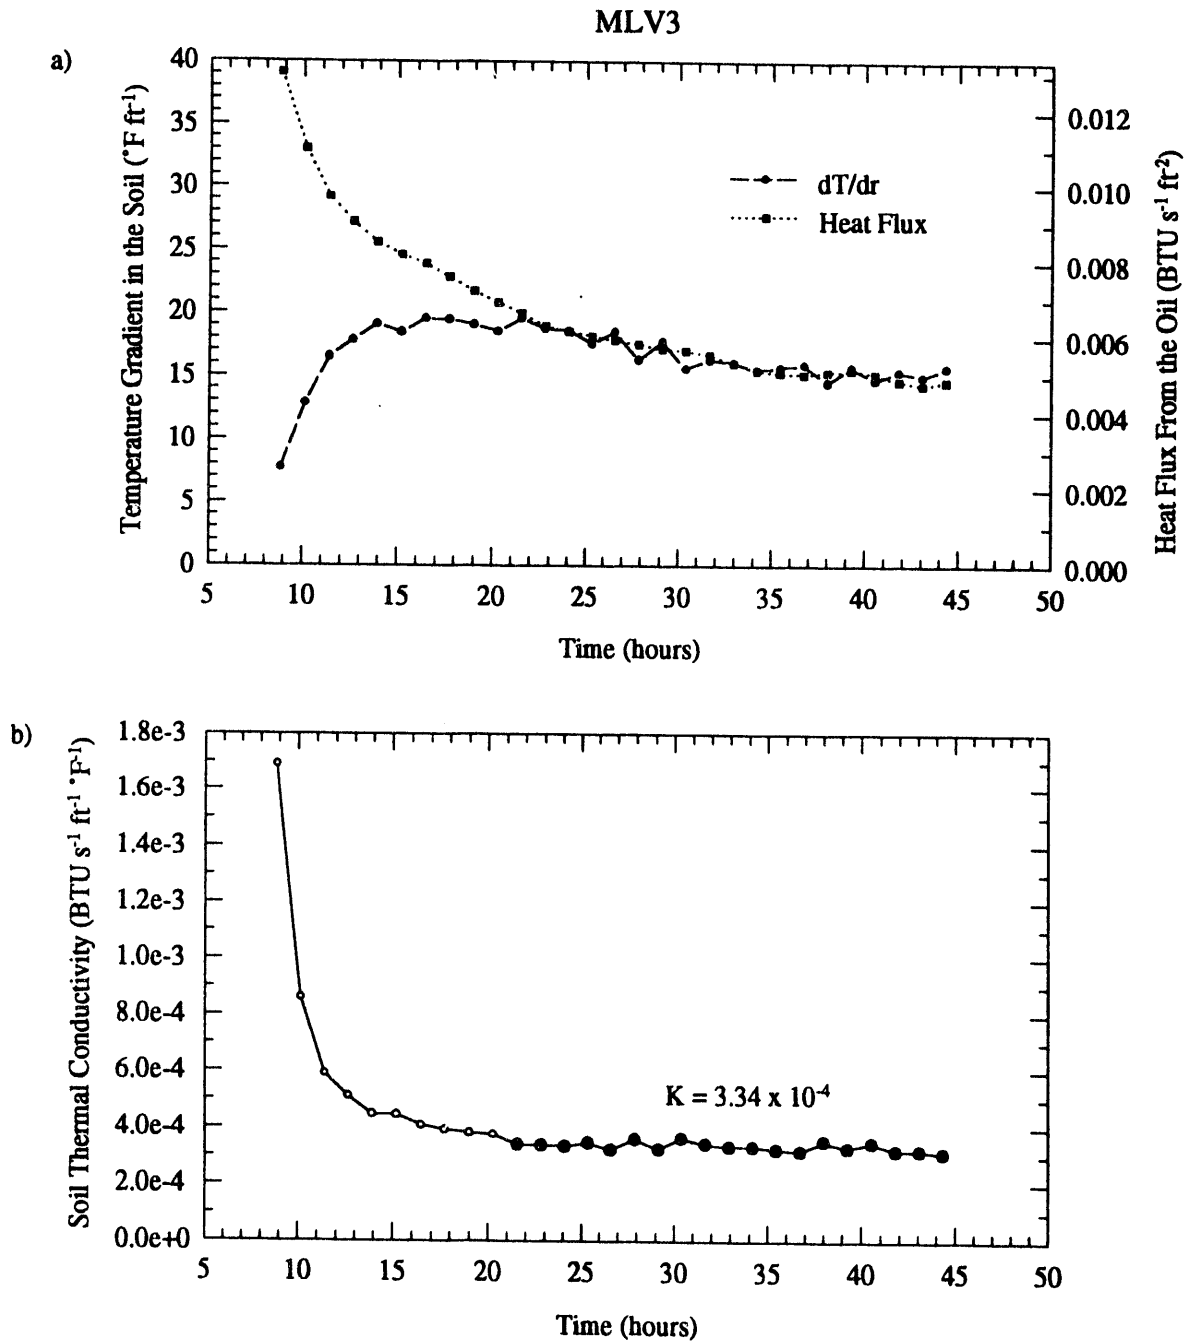 MLV3
a)
Temperature Gradient in the Soil (°F ft⁻¹)
40
35
30
25
20
15
10
5
0
dT/dr
Heat Flux
0.012
0.010
0.008
0.006
0.004
0.002
0.000
Heat Flux From the Oil (BTU s⁻¹ ft⁻²)
5 10 15 20 25 30 35 40 45 50
Time (hours)
b)
Soil Thermal Conductivity (BTU s⁻¹ ft⁻¹ °F⁻¹)
1.8e-3
1.6e-3
1.4e-3
1.2e-3
1.0e-3
8.0e-4
6.0e-4
4.0e-4
2.0e-4
0.0e+0
K = 3.34 x 10⁻⁴
5 10 15 20 25 30 35 40 45 50
Time (hours)